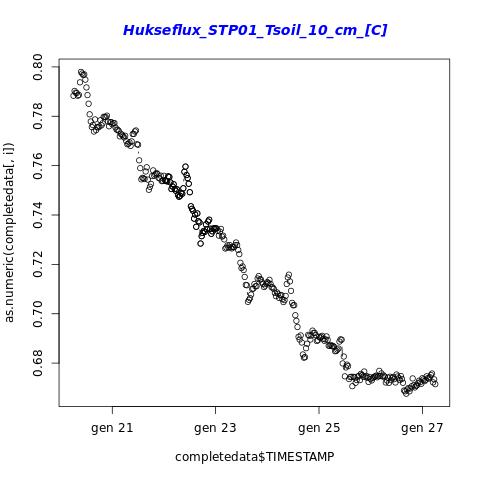 Hukseflux_STP01_Tsoil_10_cm_[C]
as.numeric(completedata[, i])
0.80
0.78
0.76
0.74
0.72
0.70
0.68
gen 21 gen 23 gen 25 gen 27
completedata$TIMESTAMP